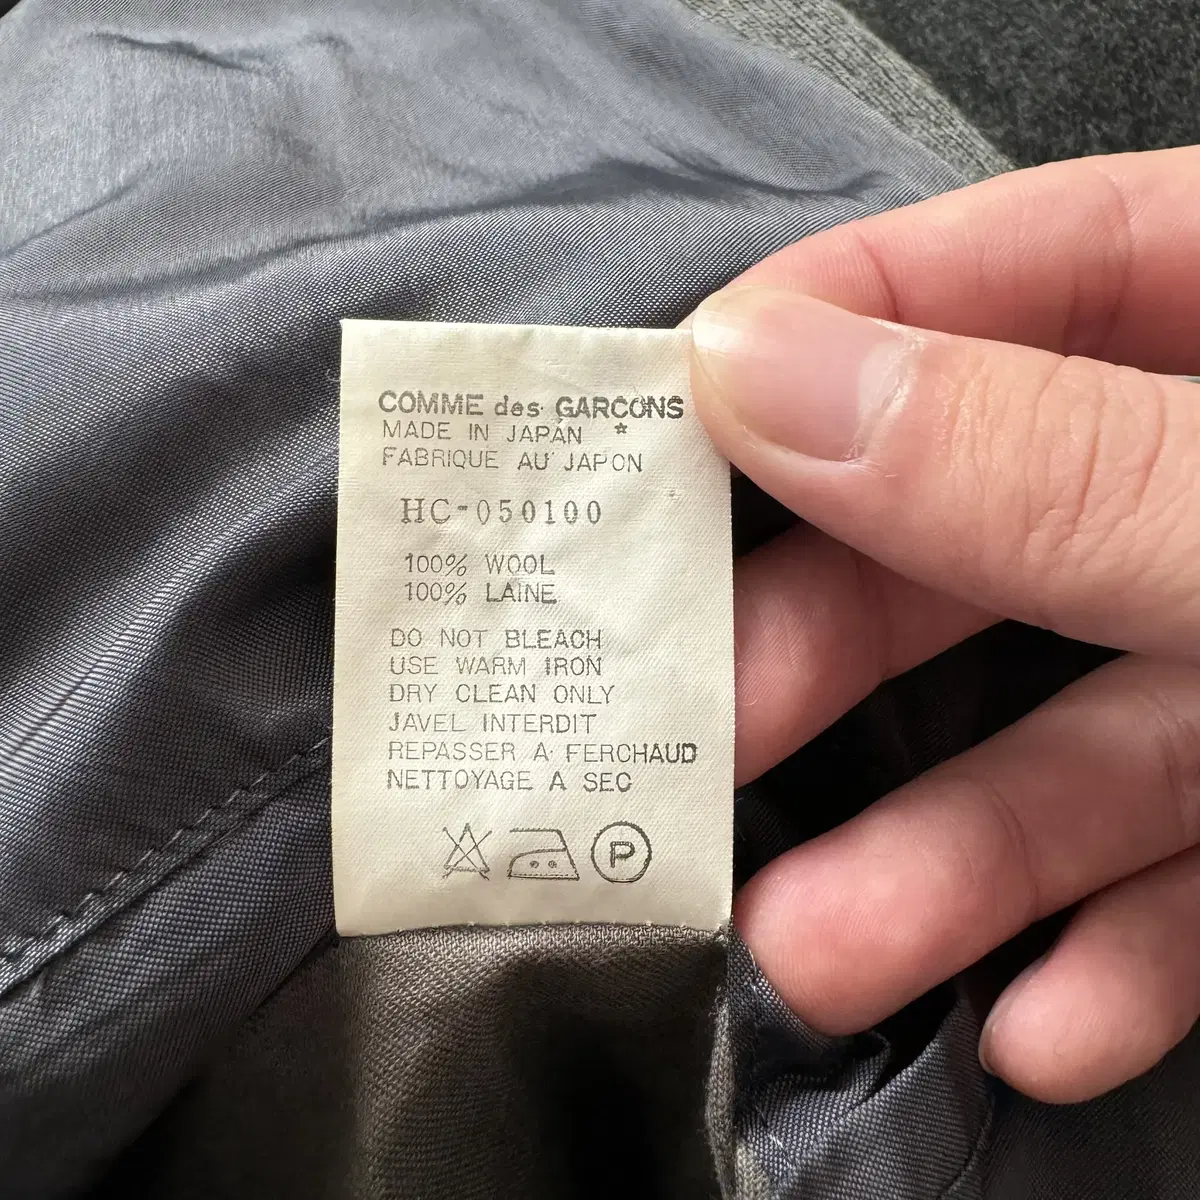 COMME des GARCONS
MADE IN JAPAN *
FABRIQUE AU JAPON
HC-050100
100% WOOL
100% LAINE
DO NOT BLEACH
USE WARM IRON
DRY CLEAN ONLY
JAVEL INTERDIT
REPASSER A FERCHAUD
NETTOYAGE A SEC
P